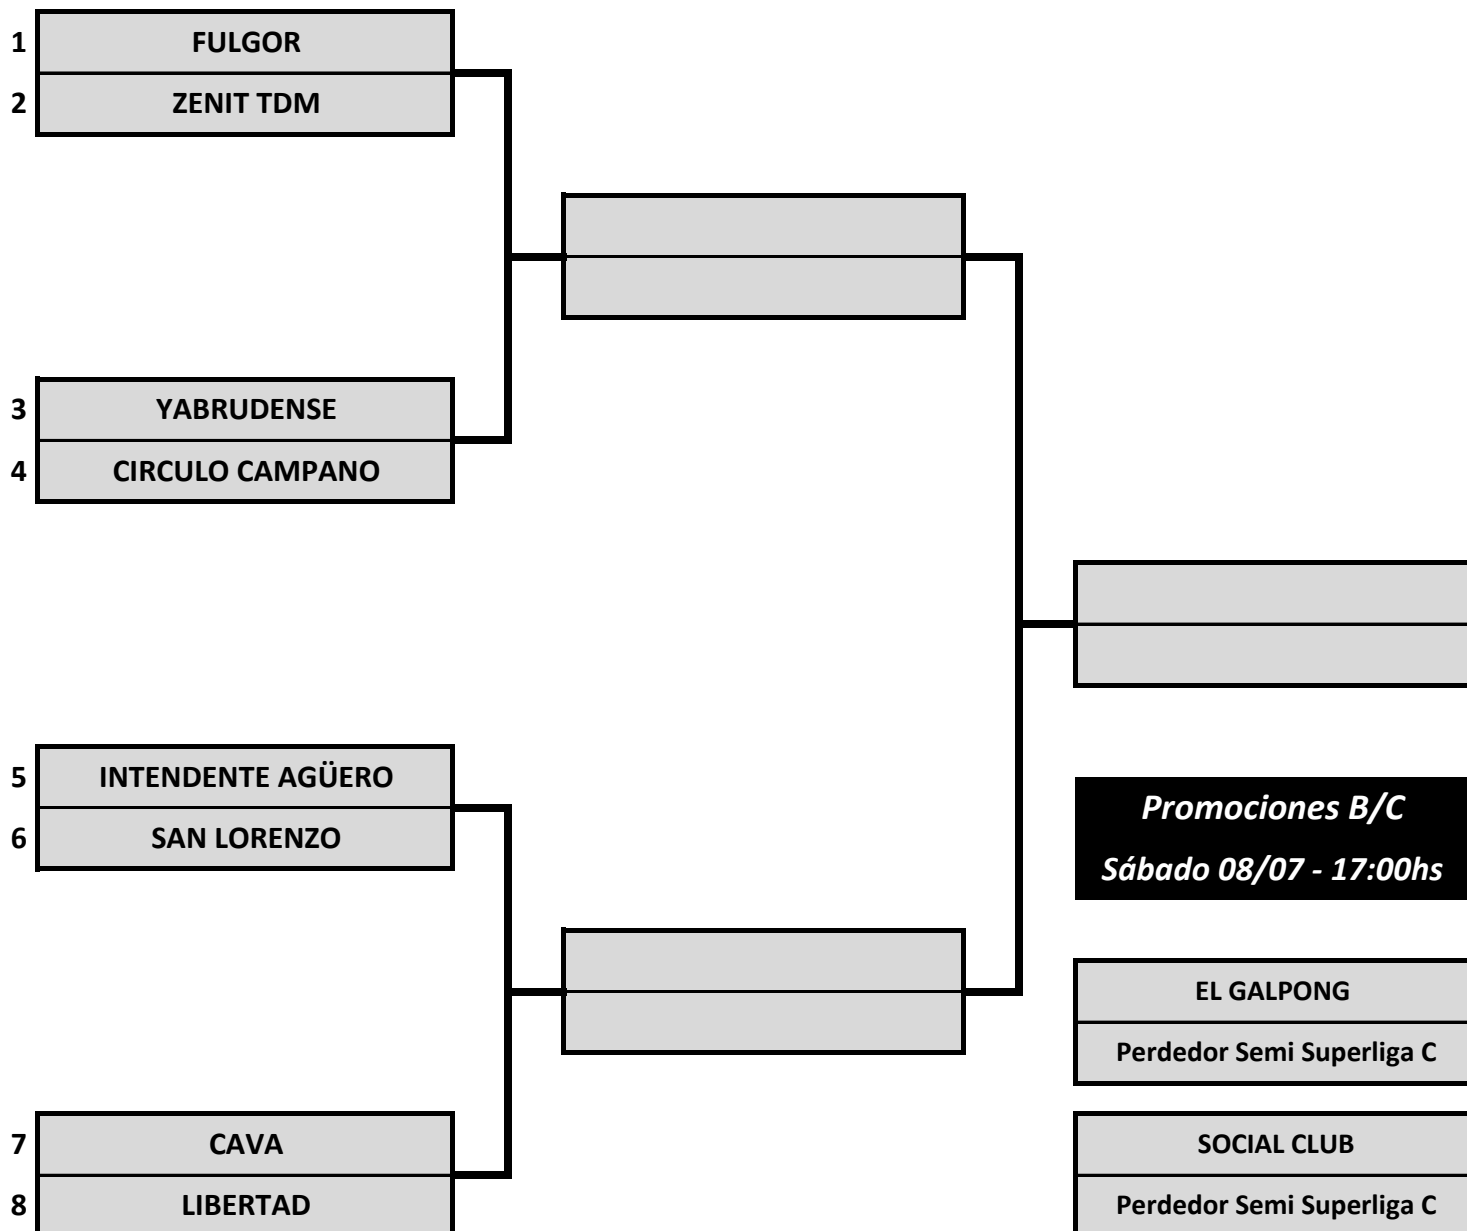 1 FULGOR
2 ZENIT TDM
3 YABRUDENSE
4 CIRCULO CAMPANO
5 INTENDENTE AGÜERO
6 SAN LORENZO
Promociones B/C
Sábado 08/07 - 17:00hs
EL GALPONG
Perdedor Semi Superliga C
7 CAVA
8 LIBERTAD
SOCIAL CLUB
Perdedor Semi Superliga C